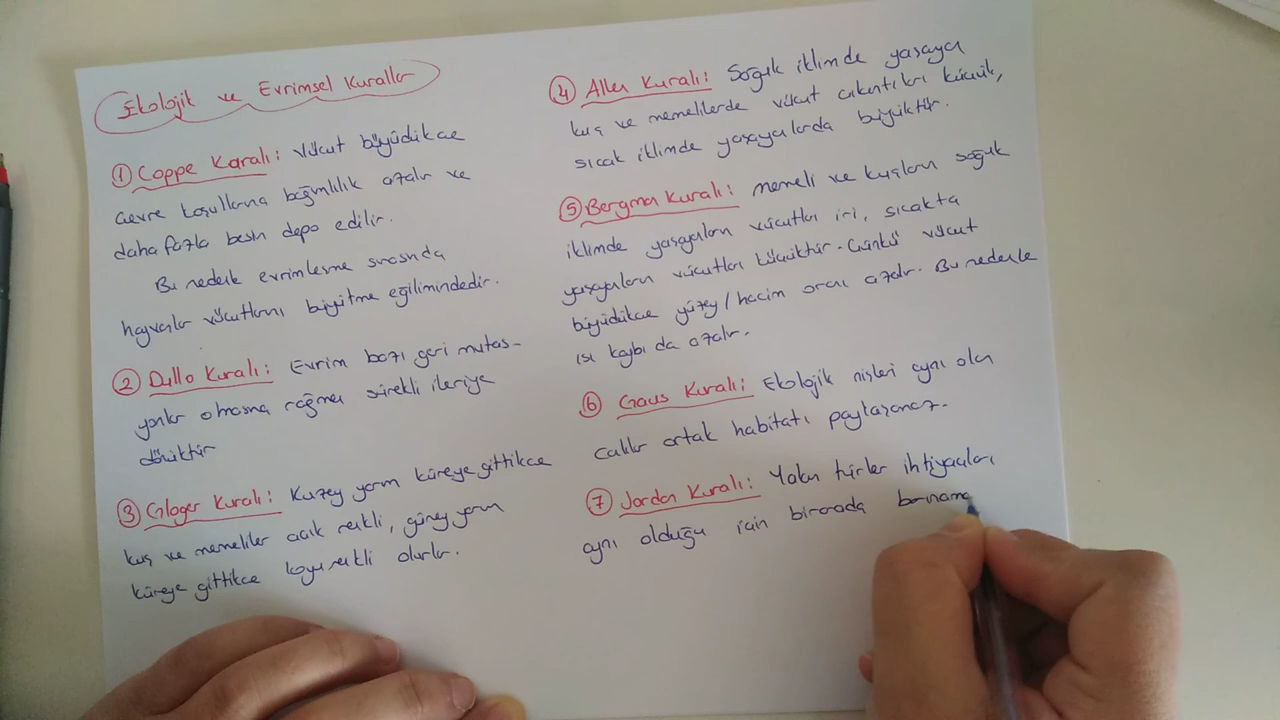 Ekolojik ve Evrimsel Kurallar
① Coppe Kuralı: Vücut büyüdükçe
çevre koşullarına bağımlılık azalır ve
daha fazla besin depo edilir.
Bu nedenle evrimleşme sırasında
hayvanlar vücutlarını büyütme eğilimindedir.
② Dollo Kuralı: Evrim bazı geri mutas-
yonlar olmasına rağmen sürekli ileriye
dönüktür
③ Gloger Kuralı: Kuzey yarım küreye gittikçe
kuş ve memeliler açık renkli, güney yarım
küreye gittikçe koyu renkli olurlar.
④ Allen Kuralı: Soğuk iklimde yaşayan
kuş ve memelilerde vücut çıkıntıları küçük,
sıcak iklimde yaşayanlarda büyüktür.
⑤ Bergman Kuralı: memeli ve kuşların soğuk
iklimde yaşayanların vücutları iri, sıcakta
yaşayanların vücutları küçüktür. Çünkü vücut
büyüdükçe yüzey/hacim oranı azalır. Bu nedenle
ısı kaybı da azalır.
⑥ Gaus Kuralı: Ekolojik nişleri aynı olan
canlılar ortak habitatı paylaşamaz.
⑦ Jordan Kuralı: Yakın türler ihtiyaçları
aynı olduğu için birarada barınama